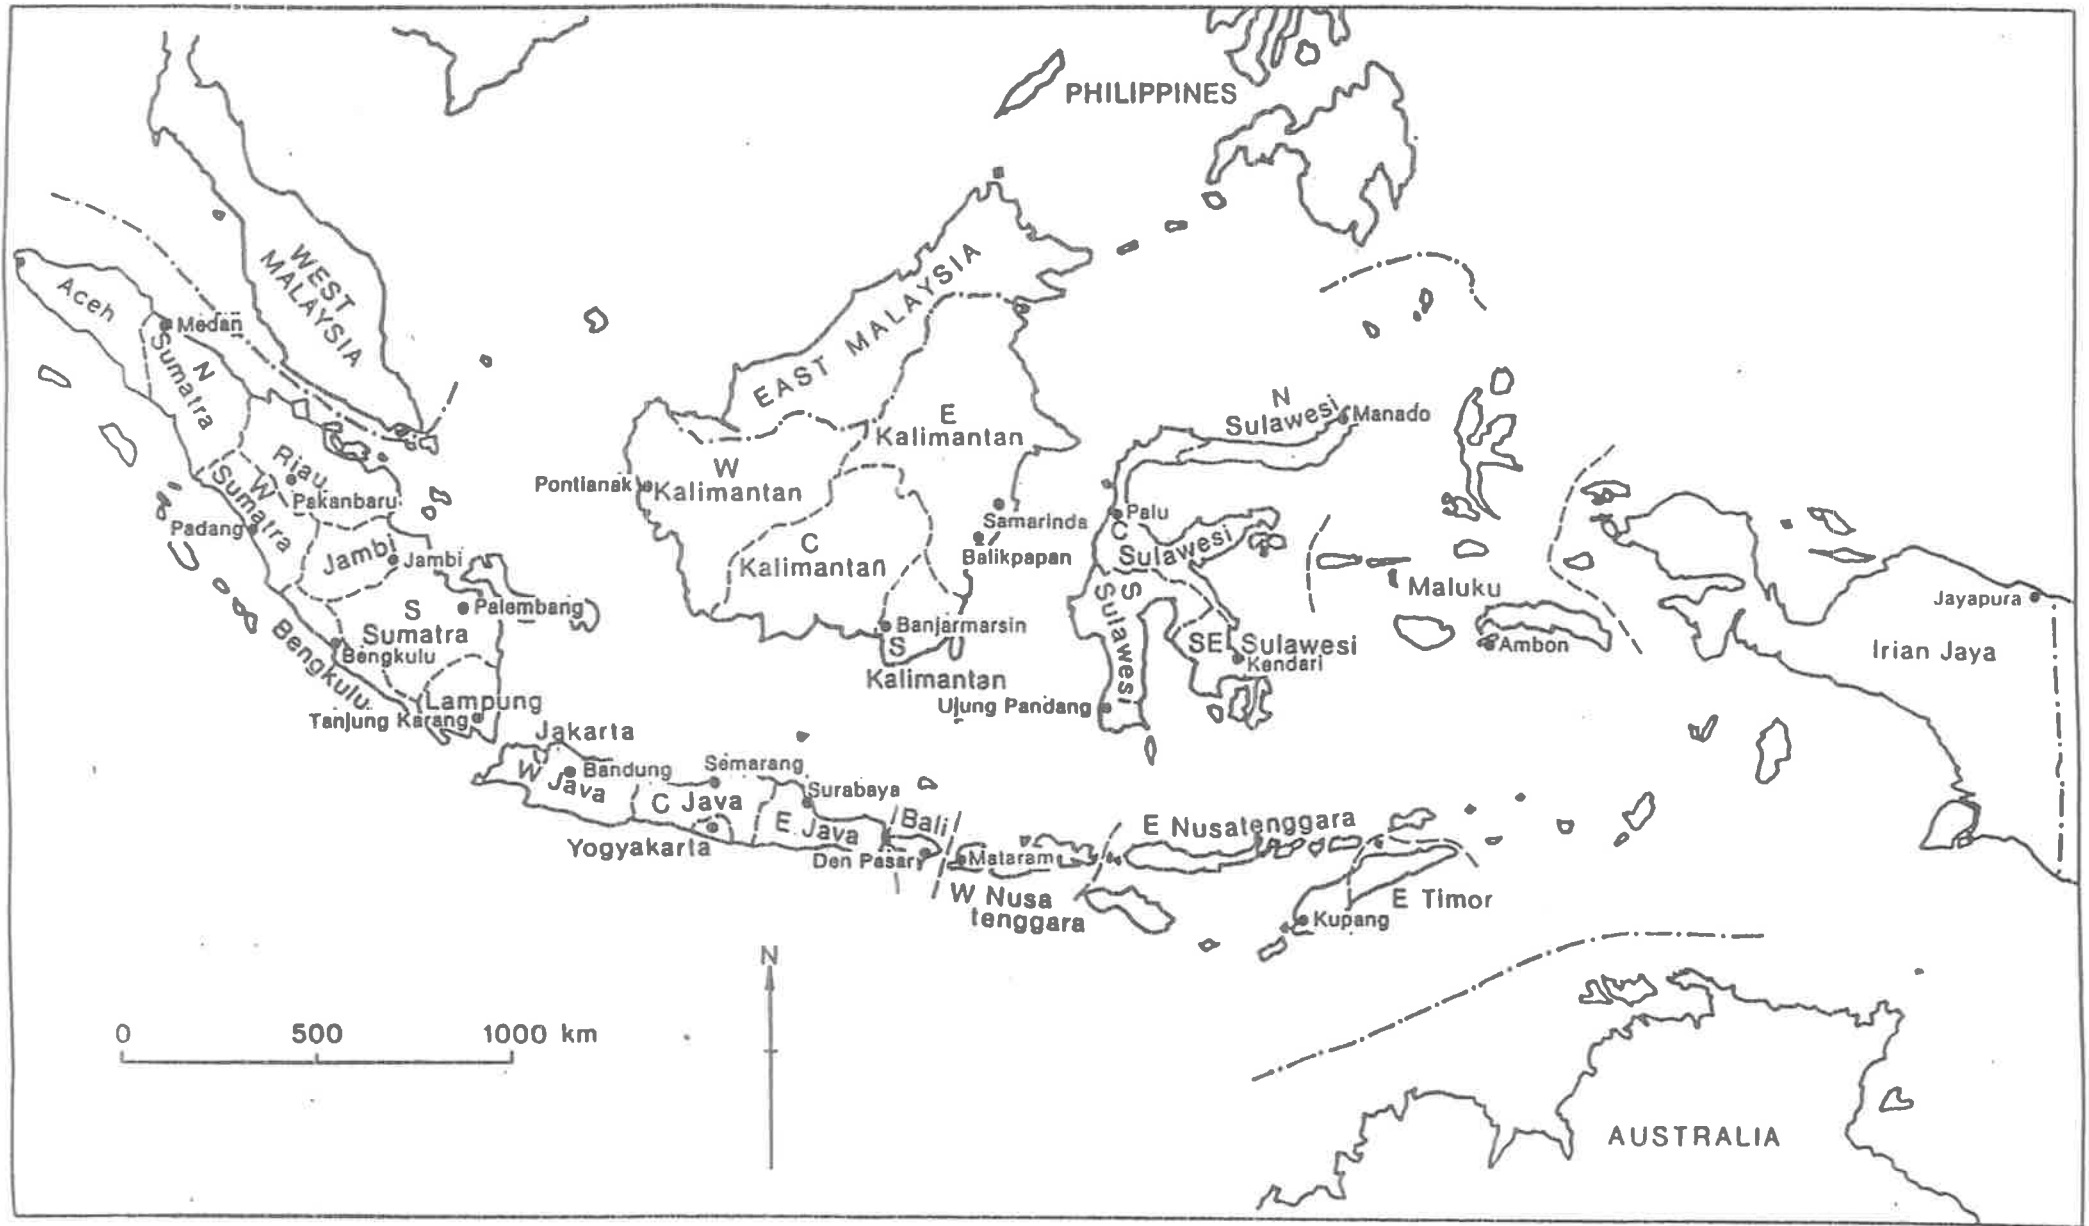 PHILIPPINES
WEST
MALAYSIA
Aceh
Medan
N
Sumatra
EAST MALAYSIA
N
Sulawesi
Manado
E
Kalimantan
Riau
Pakanbaru
W
Sumatra
Padang
Pontianak
W
Kalimantan
Samarinda
Balikpapan
Palu
C
Sulawesi
Jambi
Jambi
C
Kalimantan
Maluku
Jayapura
S
Sumatra
Palembang
Bengkulu
Bengkulu
Banjarmarsin
S
Kalimantan
S
Sulawesi
SE Sulawesi
Kendari
Ambon
Irian Jaya
Lampung
Tanjung Karang
Ujung Pandang
Jakarta
W
Java
Bandung
Semarang
C Java
Surabaya
E Java
Yogyakarta
Bali
Den Pasar
Mataram
E Nusatenggara
W Nusa
tenggara
E Timor
Kupang
N
0 500 1000 km
AUSTRALIA